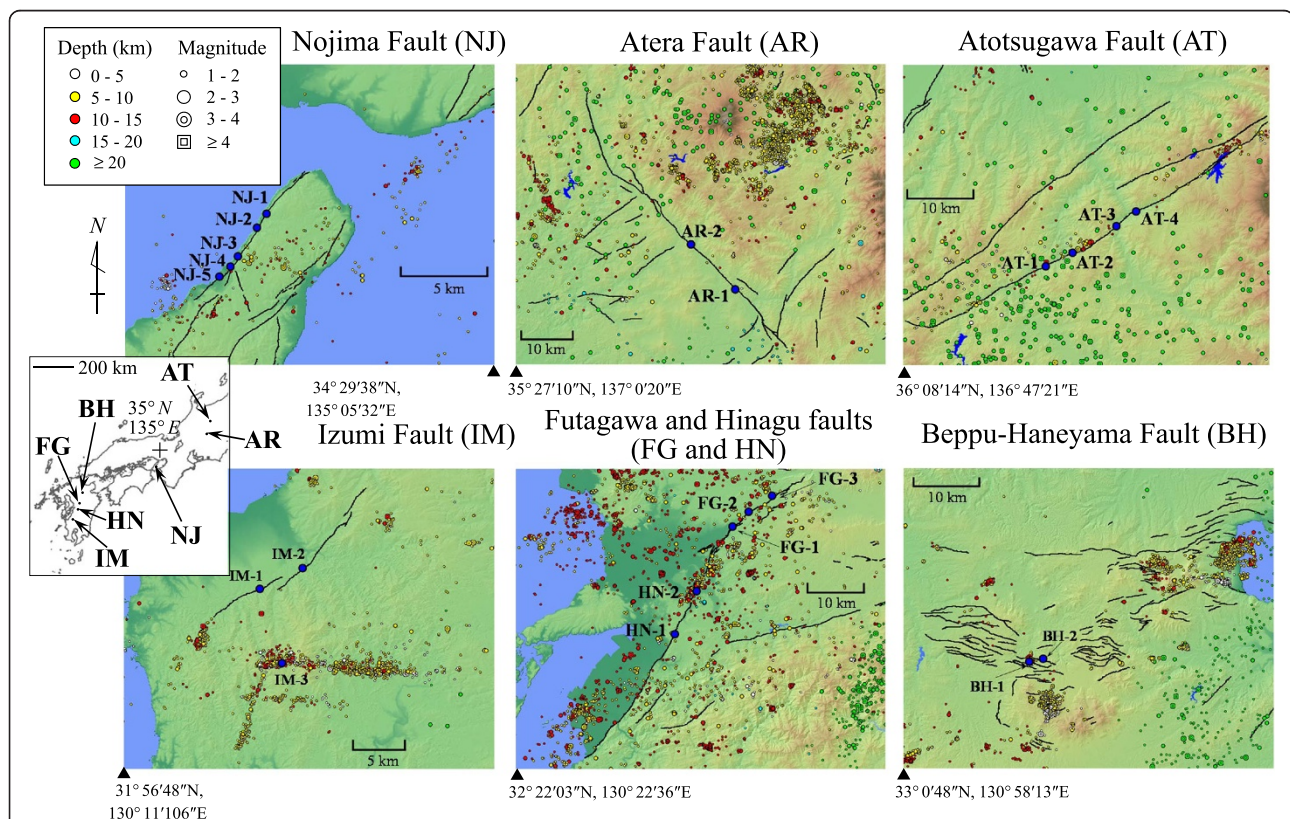 Depth (km)
Magnitude
0 - 5
1 - 2
5 - 10
2 - 3
10 - 15
3 - 4
15 - 20
≥ 4
≥ 20
Nojima Fault (NJ)
NJ-1
NJ-2
NJ-3
NJ-4
NJ-5
5 km
N
34° 29′38″N,
135° 05′32″E
Atera Fault (AR)
AR-2
AR-1
10 km
35° 27′10″N, 137° 0′20″E
Atotsugawa Fault (AT)
10 km
AT-3
AT-4
AT-1
AT-2
36° 08′14″N, 136° 47′21″E
200 km
AT
BH
35° N
135° E
FG
AR
HN
NJ
IM
Izumi Fault (IM)
IM-2
IM-1
IM-3
5 km
31° 56′48″N,
130° 11′106″E
Futagawa and Hinagu faults
(FG and HN)
FG-3
FG-2
FG-1
HN-2
10 km
HN-1
32° 22′03″N, 130° 22′36″E
Beppu-Haneyama Fault (BH)
10 km
BH-2
BH-1
33° 0′48″N, 130° 58′13″E